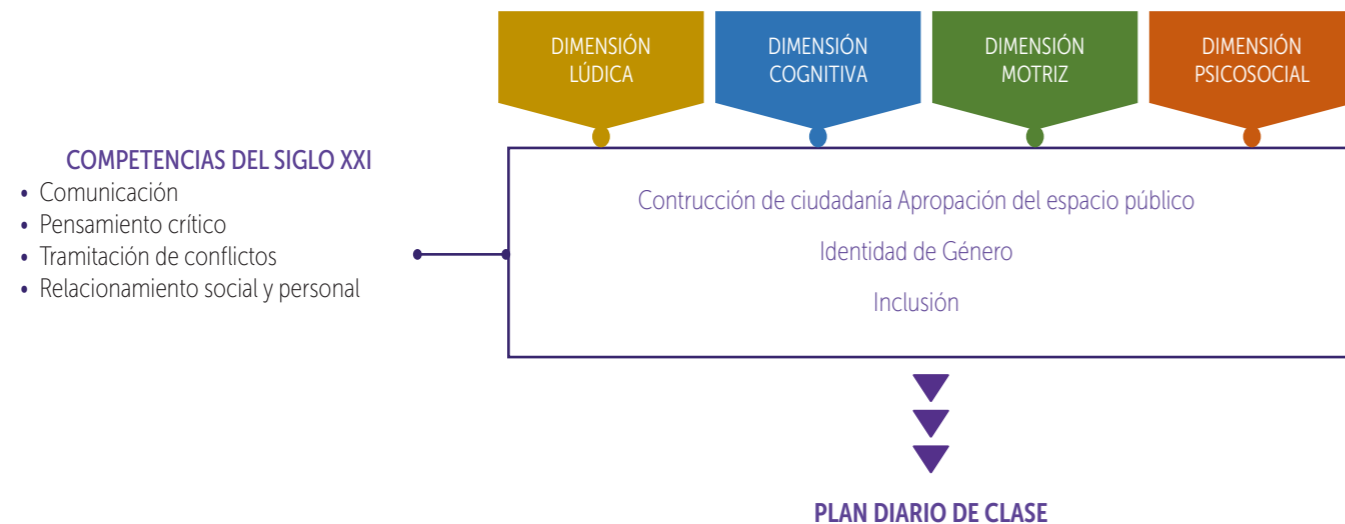 DIMENSIÓN
LÚDICA
DIMENSIÓN
COGNITIVA
DIMENSIÓN
MOTRIZ
DIMENSIÓN
PSICOSOCIAL
COMPETENCIAS DEL SIGLO XXI
• Comunicación
• Pensamiento crítico
• Tramitación de conflictos
• Relacionamiento social y personal
Contrucción de ciudadanía Apropación del espacio público
Identidad de Género
Inclusión
PLAN DIARIO DE CLASE